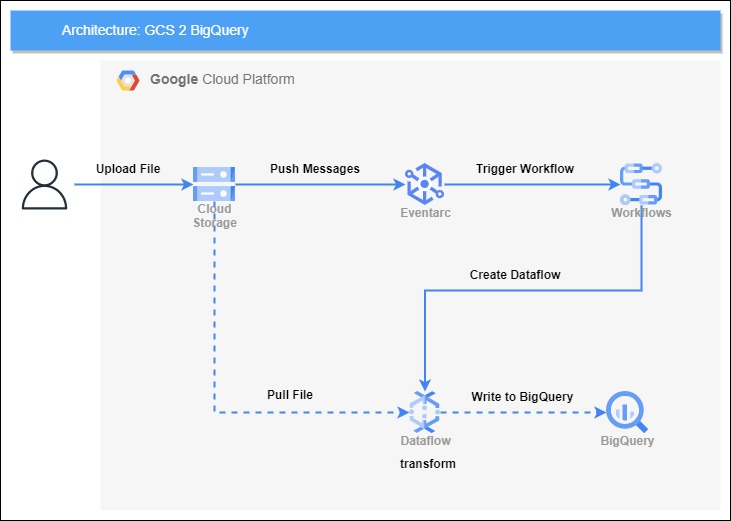 Architecture: GCS 2 BigQuery
Google Cloud Platform
Upload File
Push Messages
Trigger Workflow
Cloud
Storage
Eventarc
Workflows
Create Dataflow
Pull File
Write to BigQuery
Dataflow
BigQuery
transform